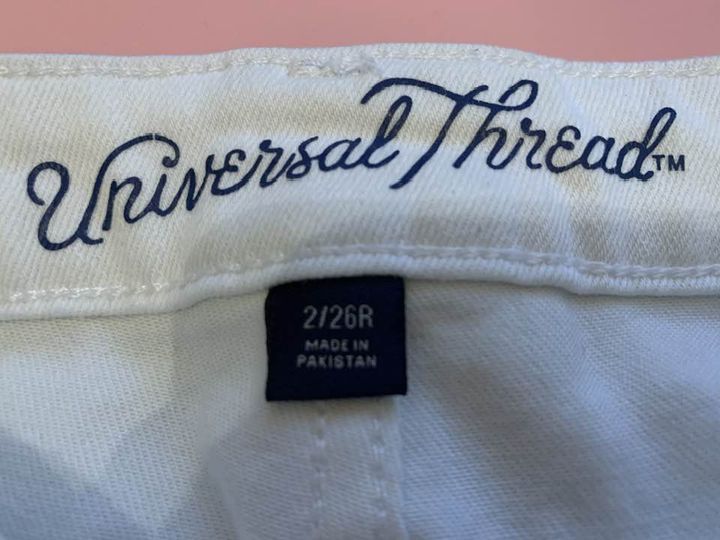 Universal Thread™
2/26R
MADE IN
PAKISTAN